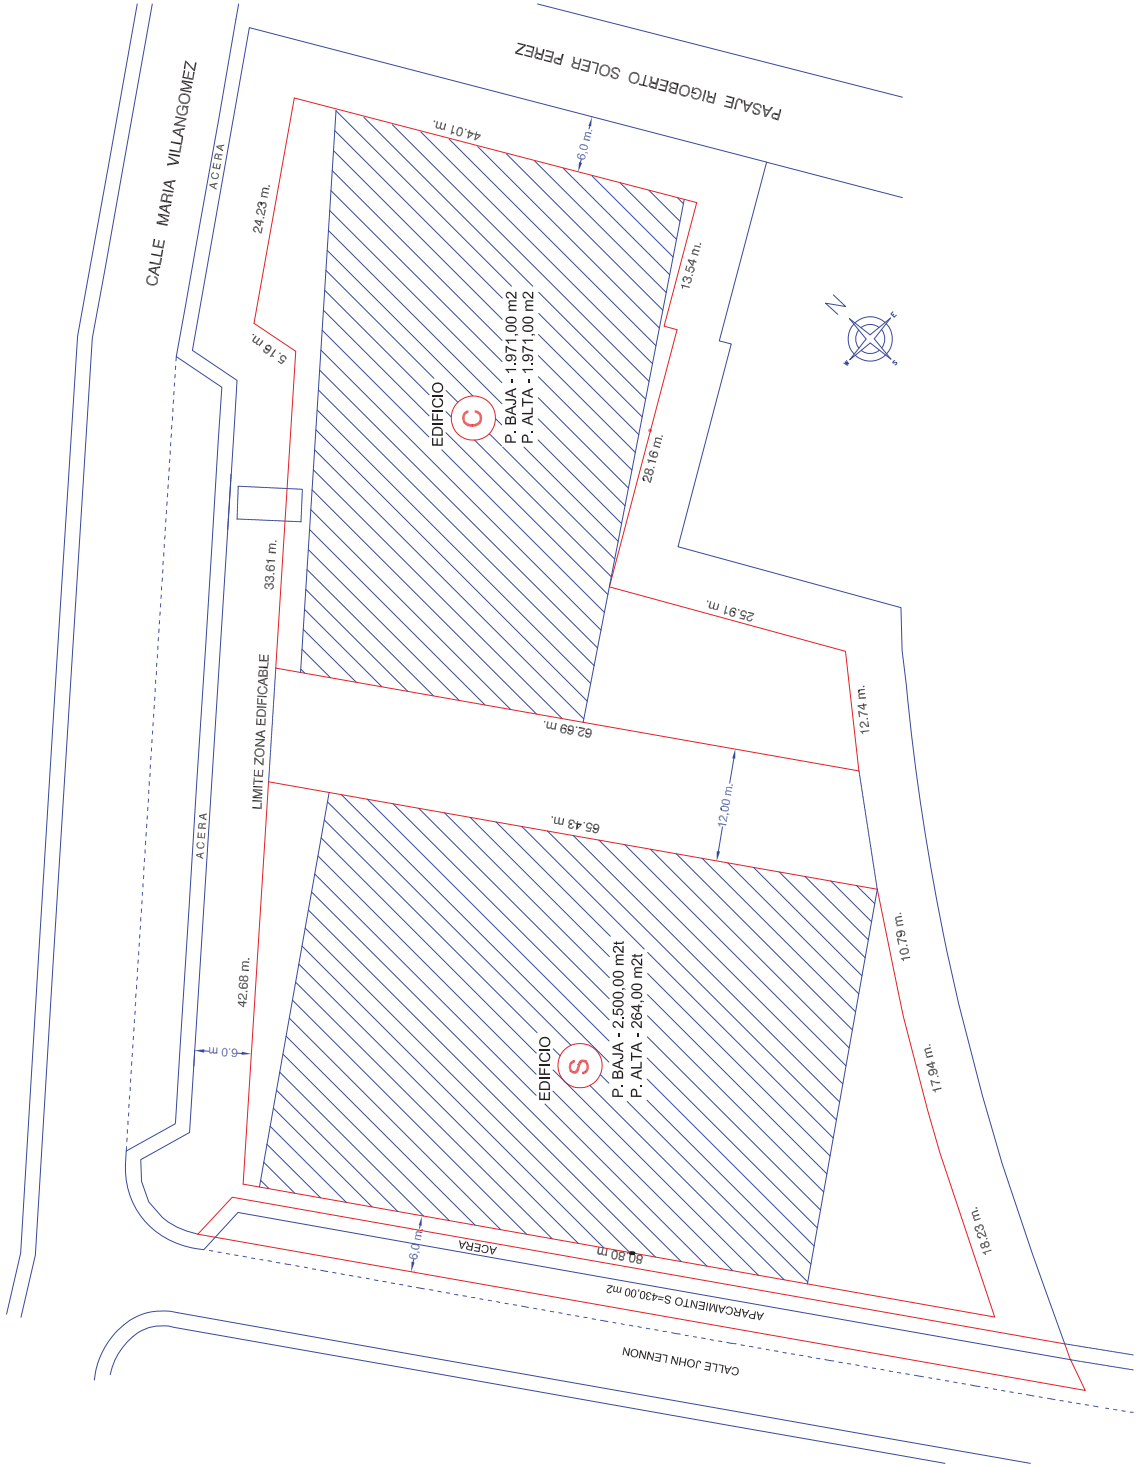 PASAJE RIGOBERTO SOLER PEREZ
CALLE MARIA VILLANGOMEZ
ACERA
44.01 m.
6,0 m.
24.23 m.
13.54 m.
5.16 m.
EDIFICIO
C
P. BAJA - 1.971,00 m2
P. ALTA - 1.971,00 m2
N
E
S
28.16 m.
33.61 m.
25.91 m.
LIMITE ZONA EDIFICABLE
12.74 m.
62.69 m.
12,00 m.
65.43 m.
ACERA
42.68 m.
10.79 m.
6.0 m
EDIFICIO
S
P. BAJA - 2.500,00 m2t
P. ALTA - 264,00 m2t
17.94 m.
18.23 m.
6,0 m.
ACERA
80.80 m
APARCAMIENTO S=430,00 m2
CALLE JOHN LENNON